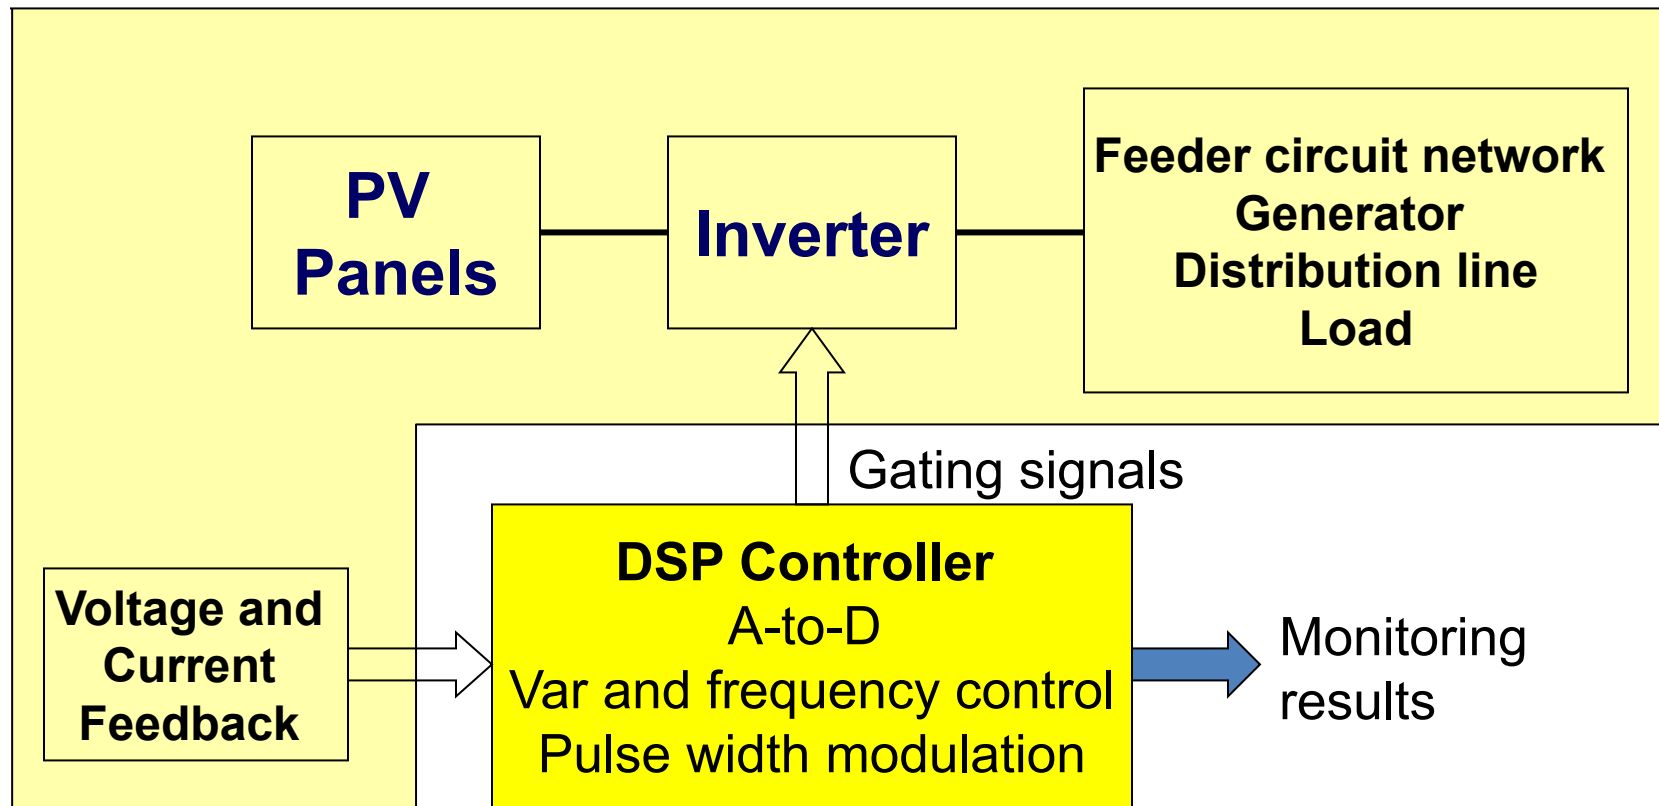 PV
Panels
Inverter
Feeder circuit network
Generator
Distribution line
Load
Gating signals
Voltage and
Current
Feedback
DSP Controller
A-to-D
Var and frequency control
Pulse width modulation
Monitoring
results